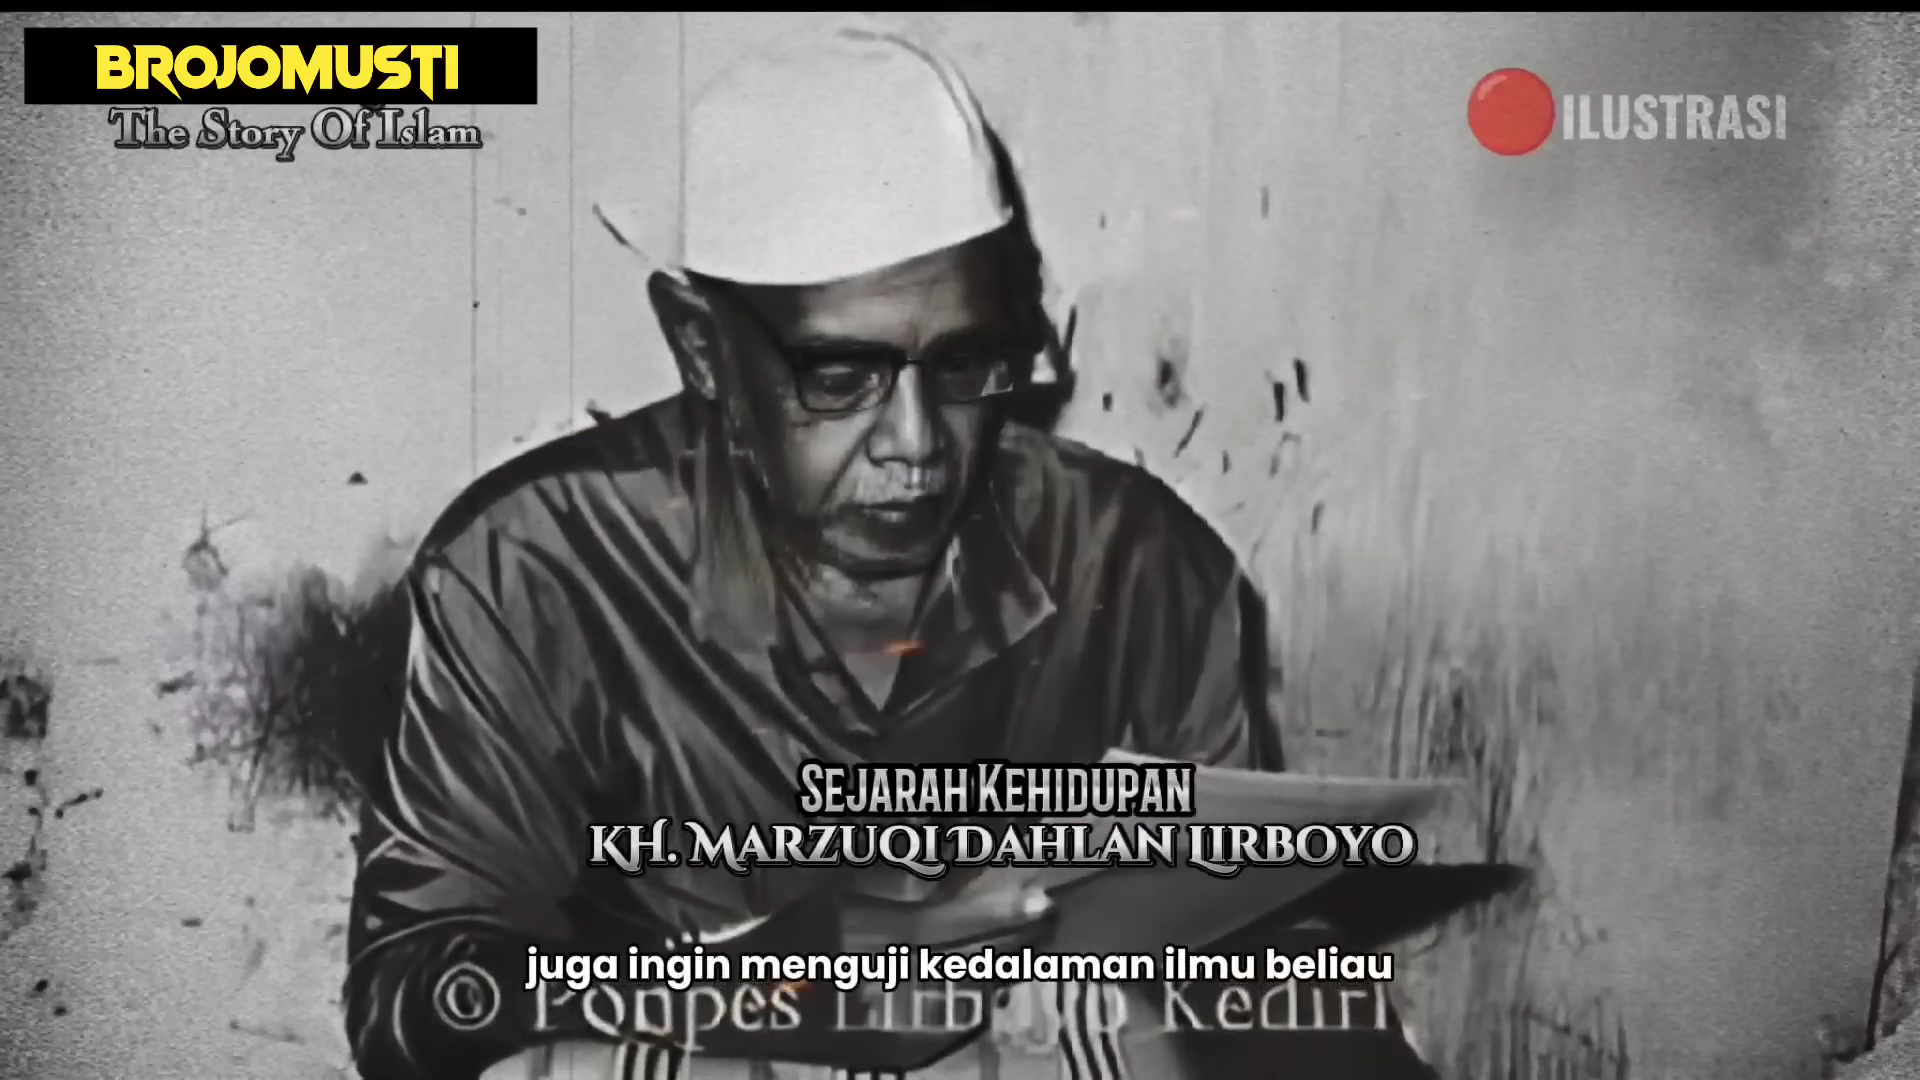 BROJOMUSTI
The Story Of Islam
ILUSTRASI
SEJARAH KEHIDUPAN
KH. MARZUQI DAHLAN LIRBOYO
juga ingin menguji kedalaman ilmu beliau
© Ponpes Lirboyo Kediri